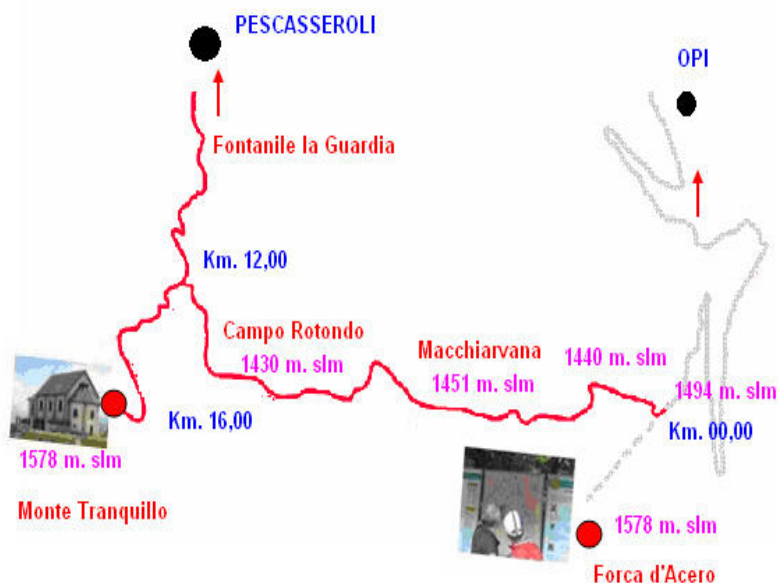 PESCASSEROLI
OPI
Fontanile la Guardia
Km. 12,00
Campo Rotondo
1430 m. slm
Macchiarvana
1451 m. slm
1440 m. slm
1494 m. slm
Km. 00,00
Km. 16,00
1578 m. slm
Monte Tranquillo
1578 m. slm
Forca d'Acero